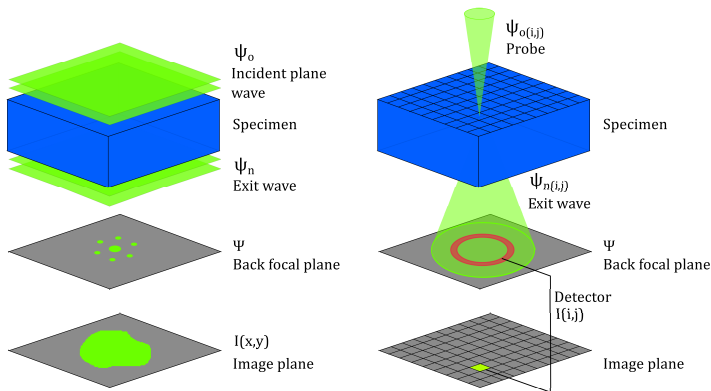 ψo
Incident plane
wave
Specimen
ψn
Exit wave
Ψ
Back focal plane
I(x,y)
Image plane
ψo(i,j)
Probe
Specimen
ψn(i,j)
Exit wave
Ψ
Back focal plane
Detector
I(i,j)
Image plane